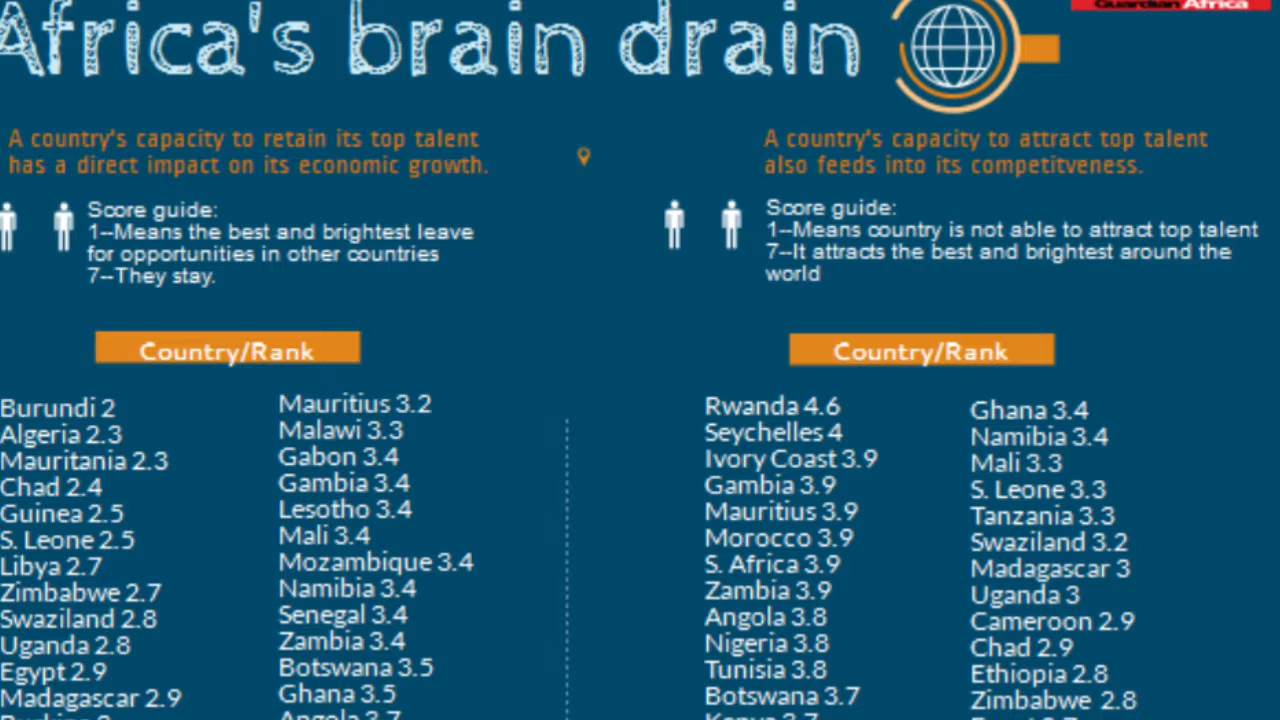 Guardian Africa
Africa's brain drain
A country's capacity to retain its top talent
has a direct impact on its economic growth.
Score guide:
1--Means the best and brightest leave
for opportunities in other countries
7--They stay.
Country/Rank
Burundi 2
Algeria 2.3
Mauritania 2.3
Chad 2.4
Guinea 2.5
S. Leone 2.5
Libya 2.7
Zimbabwe 2.7
Swaziland 2.8
Uganda 2.8
Egypt 2.9
Madagascar 2.9
Mauritius 3.2
Malawi 3.3
Gabon 3.4
Gambia 3.4
Lesotho 3.4
Mali 3.4
Mozambique 3.4
Namibia 3.4
Senegal 3.4
Zambia 3.4
Botswana 3.5
Ghana 3.5
Angola 3.7
A country's capacity to attract top talent
also feeds into its competitveness.
Score guide:
1--Means country is not able to attract top talent
7--It attracts the best and brightest around the
world
Country/Rank
Rwanda 4.6
Seychelles 4
Ivory Coast 3.9
Gambia 3.9
Mauritius 3.9
Morocco 3.9
S. Africa 3.9
Zambia 3.9
Angola 3.8
Nigeria 3.8
Tunisia 3.8
Botswana 3.7
Kenya 3.7
Ghana 3.4
Namibia 3.4
Mali 3.3
S. Leone 3.3
Tanzania 3.3
Swaziland 3.2
Madagascar 3
Uganda 3
Cameroon 2.9
Chad 2.9
Ethiopia 2.8
Zimbabwe 2.8